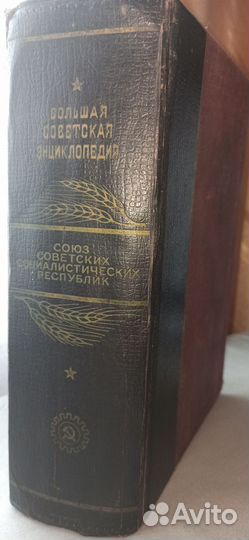 БОЛЬШАЯ
СОВЕТСКАЯ
ЭНЦИКЛОПЕДИЯ
СОЮЗ
СОВЕТСКИХ
СОЦИАЛИСТИЧЕСКИХ
РЕСПУБЛИК
Avito